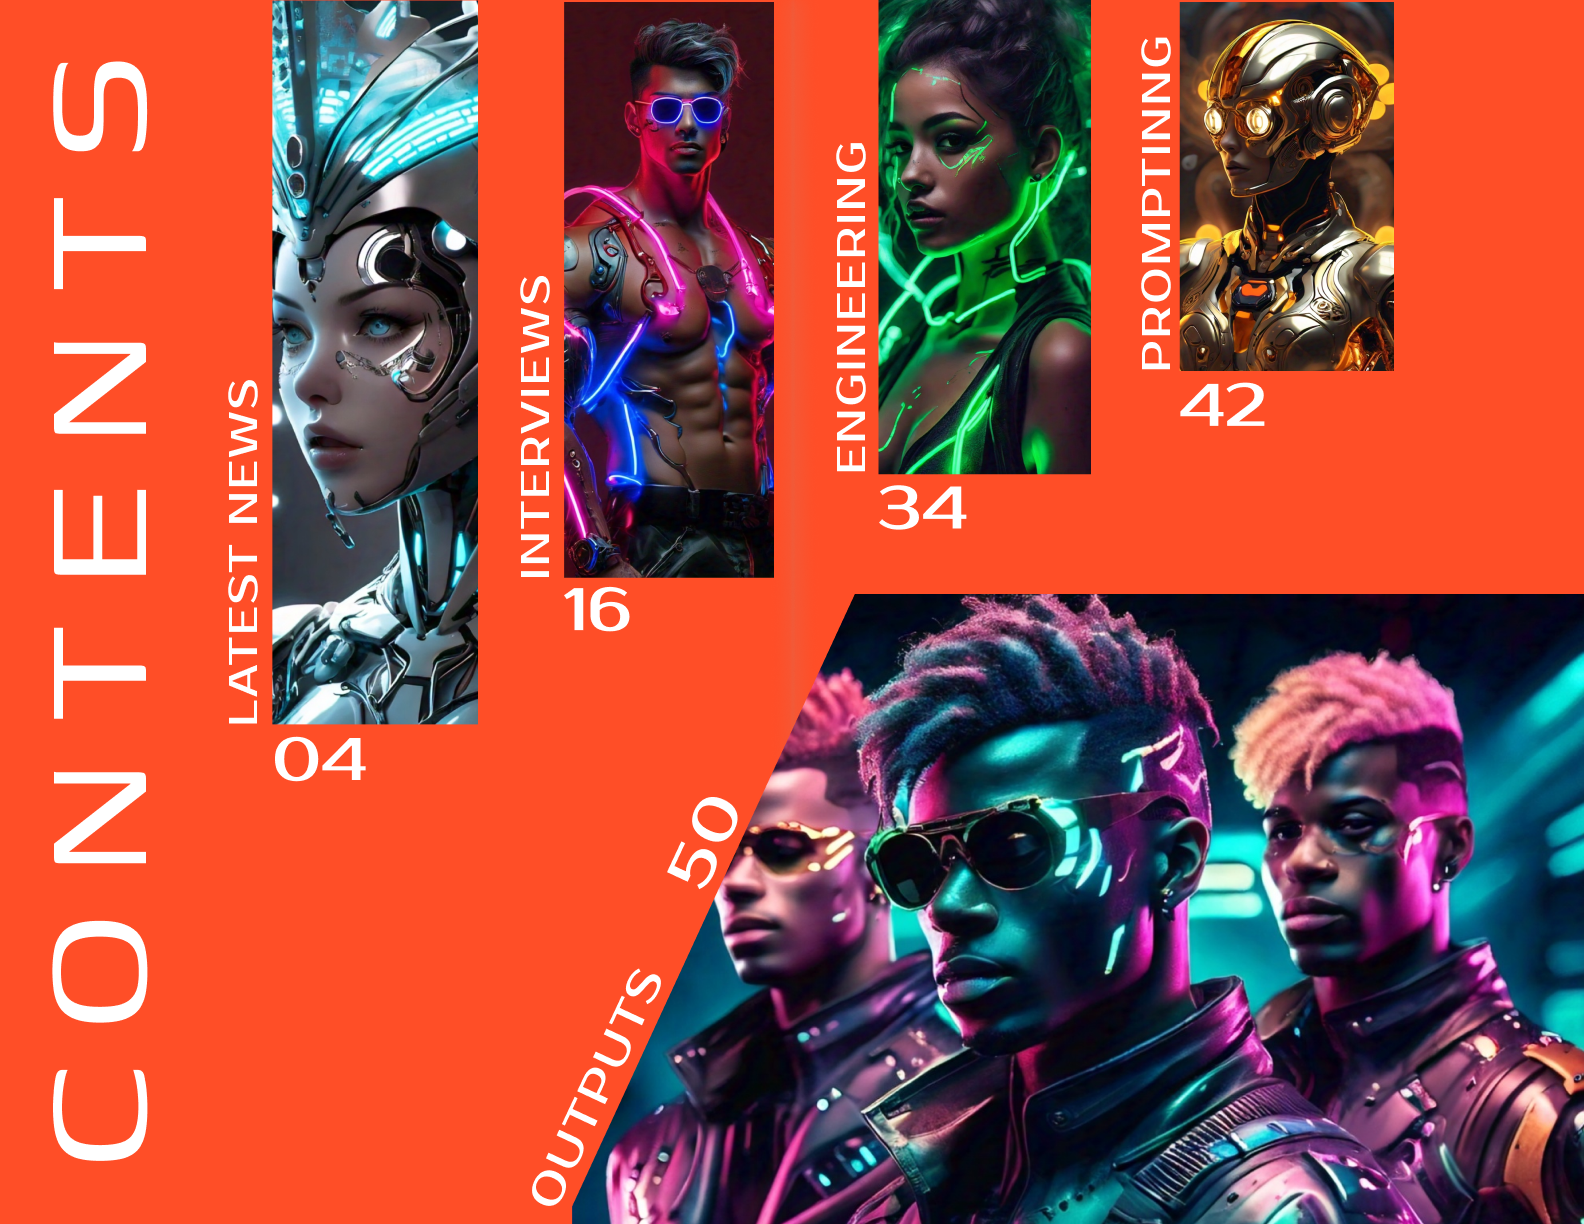 CONTENTS
LATEST NEWS
04
INTERVIEWS
16
ENGINEERING
34
PROMPTINNG
42
OUTPUTS
50